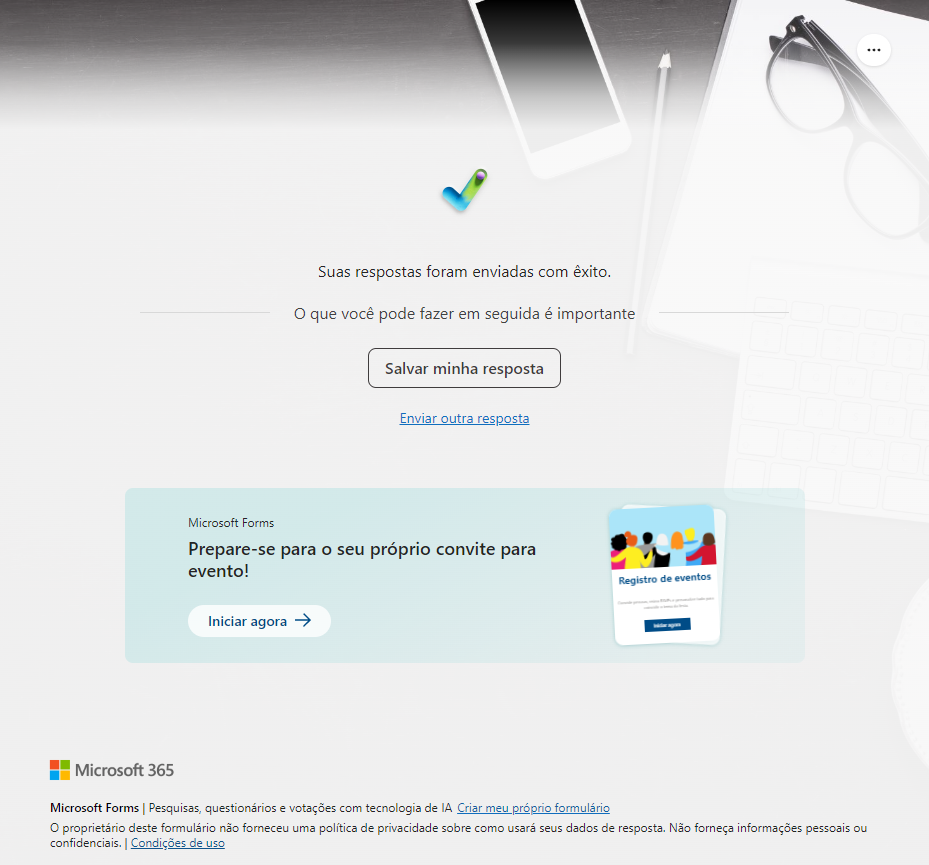 Suas respostas foram enviadas com êxito.
O que você pode fazer em seguida é importante
Salvar minha resposta
Enviar outra resposta
Microsoft Forms
Prepare-se para o seu próprio convite para
evento!
Iniciar agora
Registro de eventos
Iniciar agora
Microsoft 365
Microsoft Forms | Pesquisas, questionários e votações com tecnologia de IA Criar meu próprio formulário
O proprietário deste formulário não forneceu uma política de privacidade sobre como usará seus dados de resposta. Não forneça informações pessoais ou
confidenciais. | Condições de uso